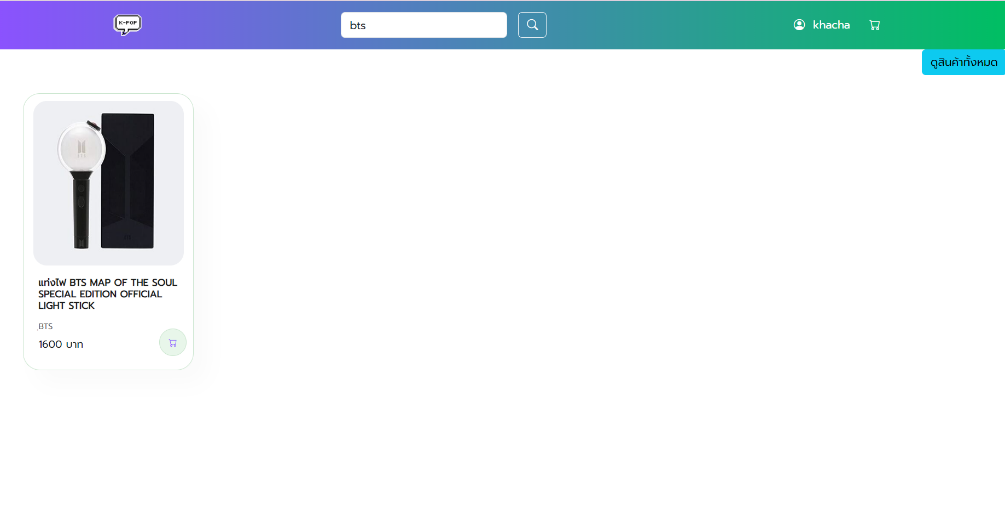 K-POP
bts
khacha
ดูสินค้าทั้งหมด
แท่งไฟ BTS MAP OF THE SOUL
SPECIAL EDITION OFFICIAL
LIGHT STICK
BTS
1600 บาท